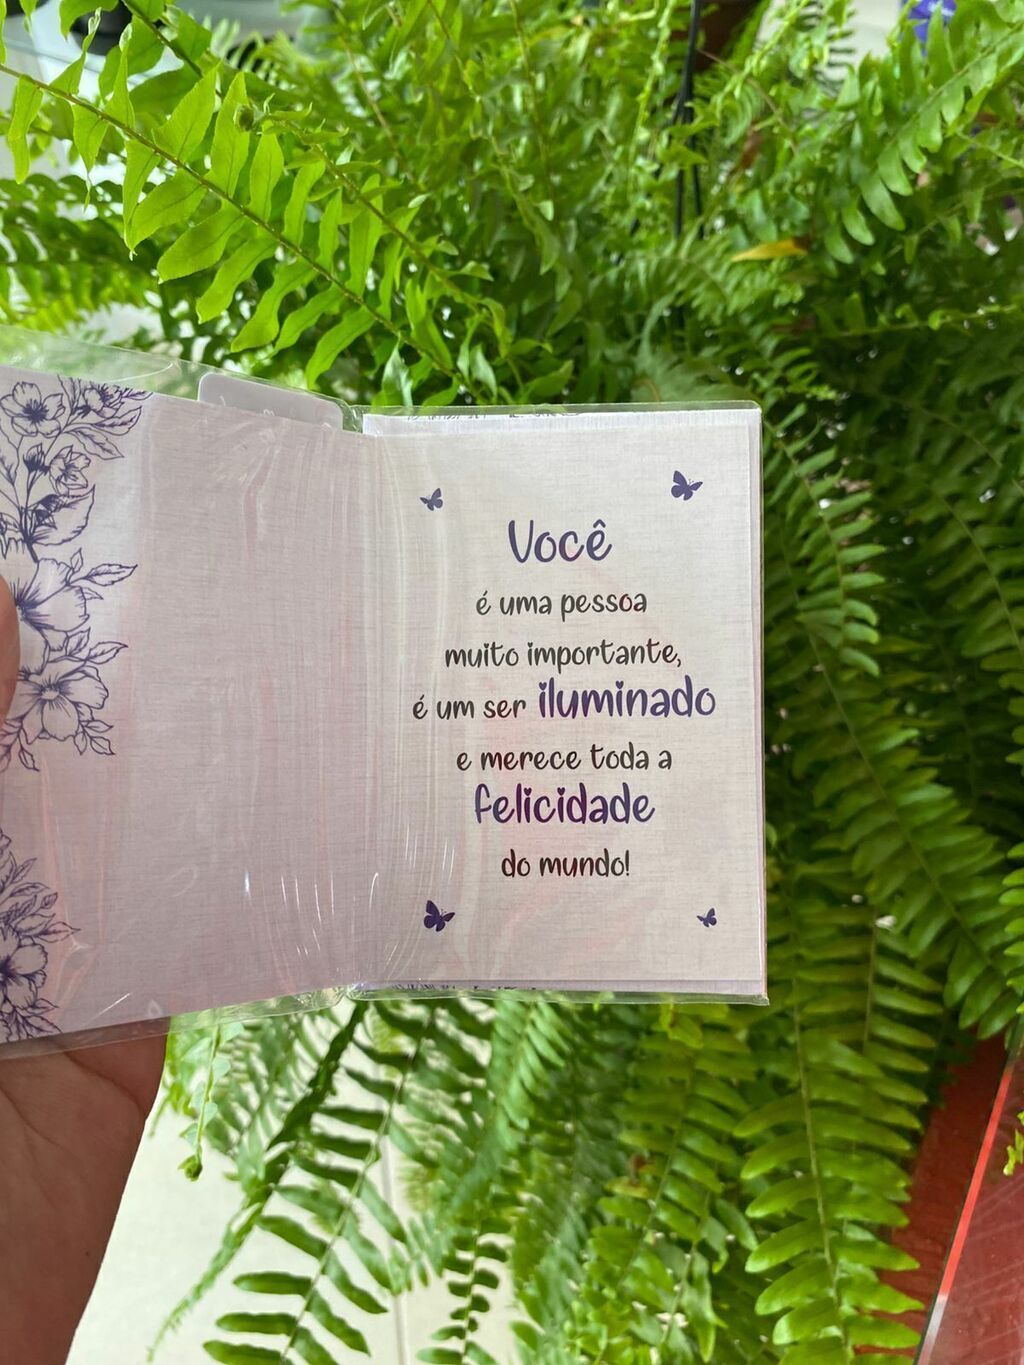 Você
é uma pessoa
muito importante,
é um ser iluminado
e merece toda a
felicidade
do mundo!